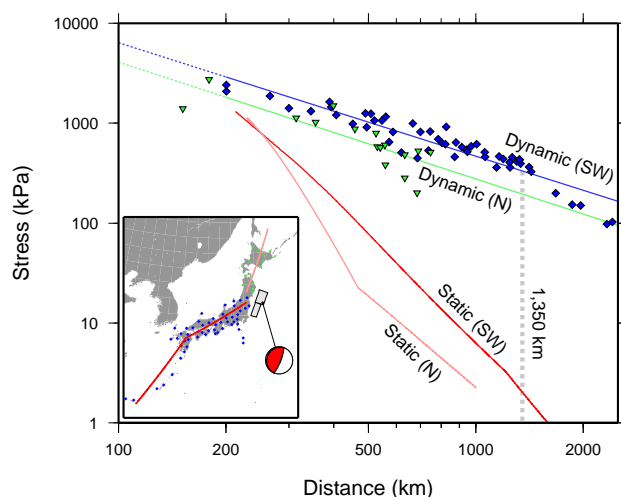 10000
1000
100
10
1
Stress (kPa)
Dynamic (SW)
Dynamic (N)
Static (SW)
Static (N)
1,350 km
100
200
500
1000
2000
Distance (km)